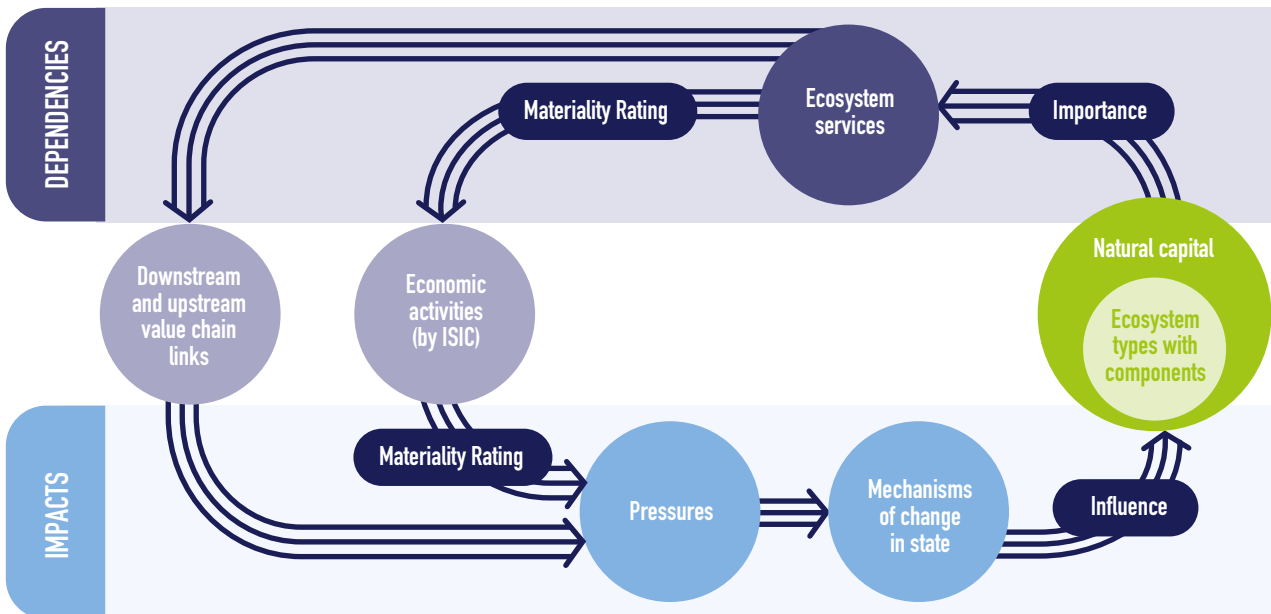 DEPENDENCIES
Materiality Rating
Ecosystem
services
Importance
Downstream
and upstream
value chain
links
Economic
activities
(by ISIC)
Natural capital
Ecosystem
types with
components
IMPACTS
Materiality Rating
Pressures
Mechanisms
of change
in state
Influence